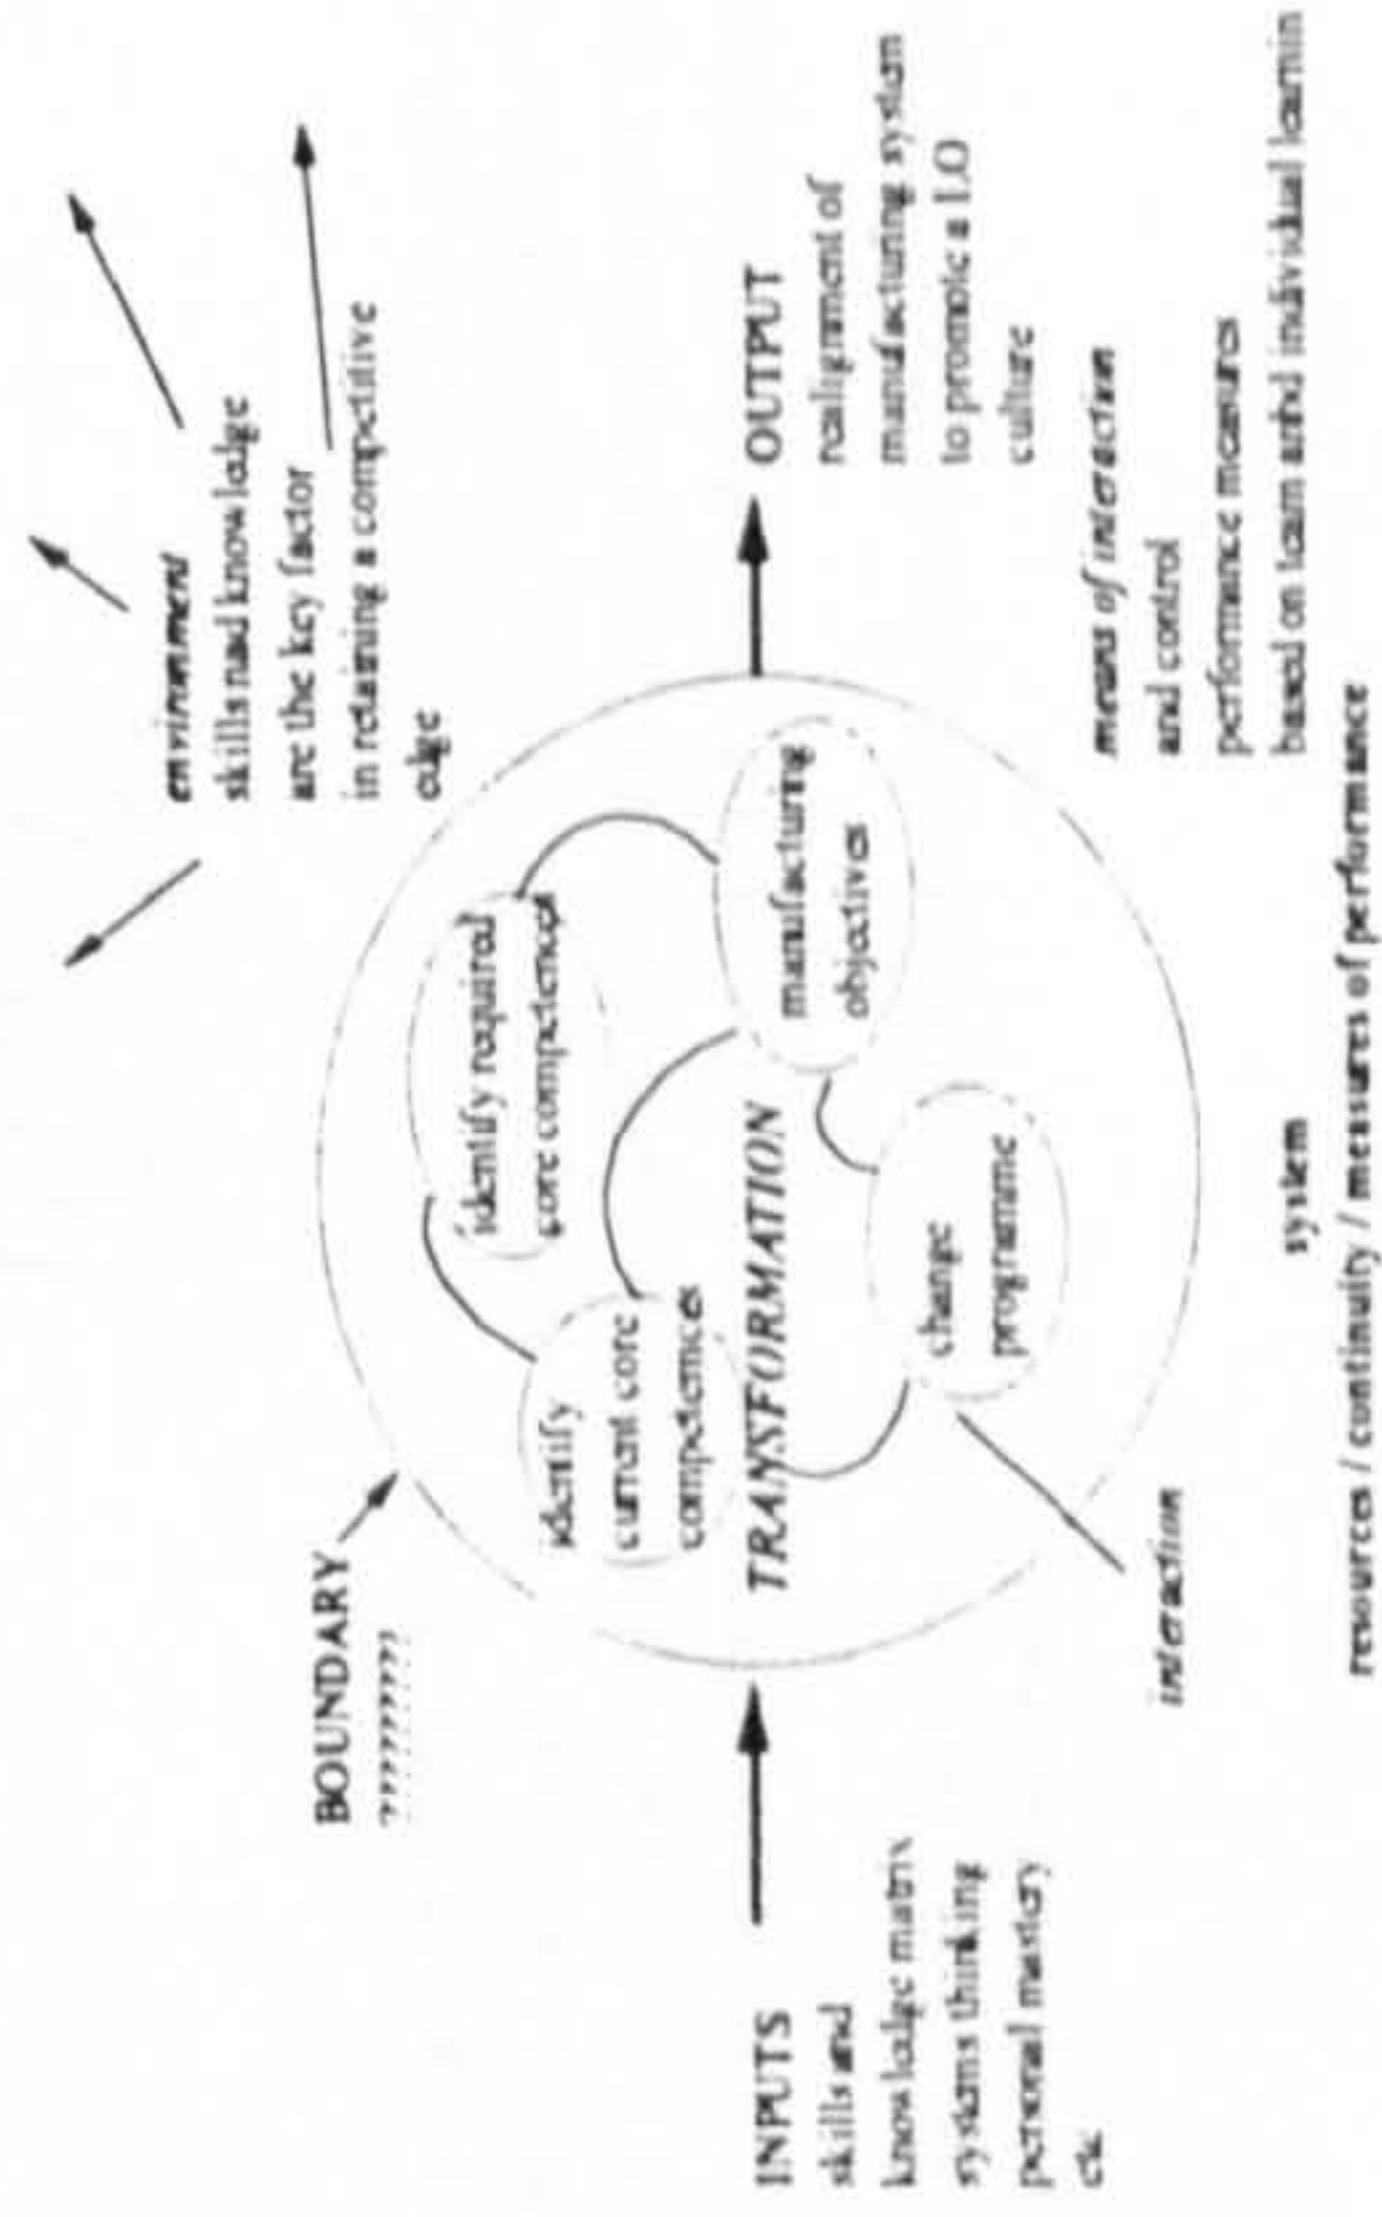 environment
skills nad knowledge
are the key factor
in retaining a competitive
edge
BOUNDARY
?????????
identify required
core competences
identify
current core
competences
manufacturing
objectives
TRANSFORMATION
change
programme
INPUTS
skills and
knowledge matrix
systems thinking
personal mastery
etc
OUTPUT
realignment of
manufacturing system
to promote a LO
culture
interaction
means of interaction
and control
performance measures
based on team anbd individual learnin
system
resources / continuity / measures of performance